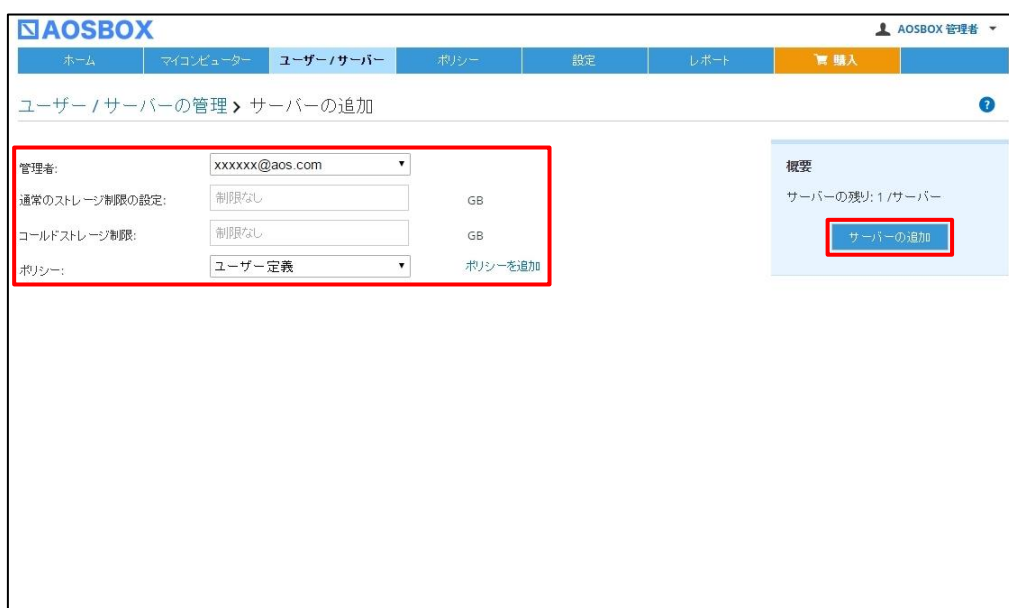 AOSBOX
AOSBOX 管理者
ホーム マイコンピューター ユーザー / サーバー ポリシー 設定 レポート 購入
ユーザー / サーバーの管理 > サーバーの追加 ?
管理者: xxxxxx@aos.com
通常のストレージ制限の設定: 制限なし GB
コールドストレージ制限: 制限なし GB
ポリシー: ユーザー定義 ポリシーを追加
概要
サーバーの残り: 1 /サーバー
サーバーの追加